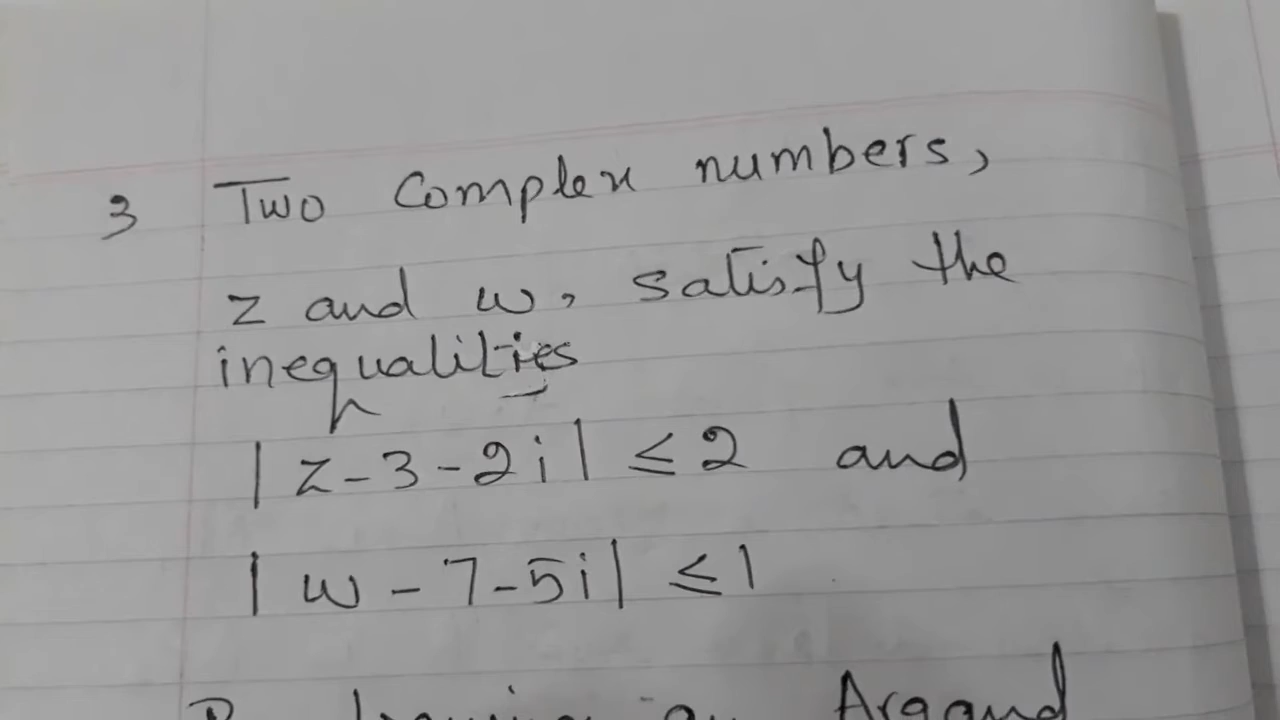 3 Two Complex numbers,
z and w, satisfy the
inequalities
|z-3-2i| ≤ 2 and
|w-7-5i| ≤ 1
Argand